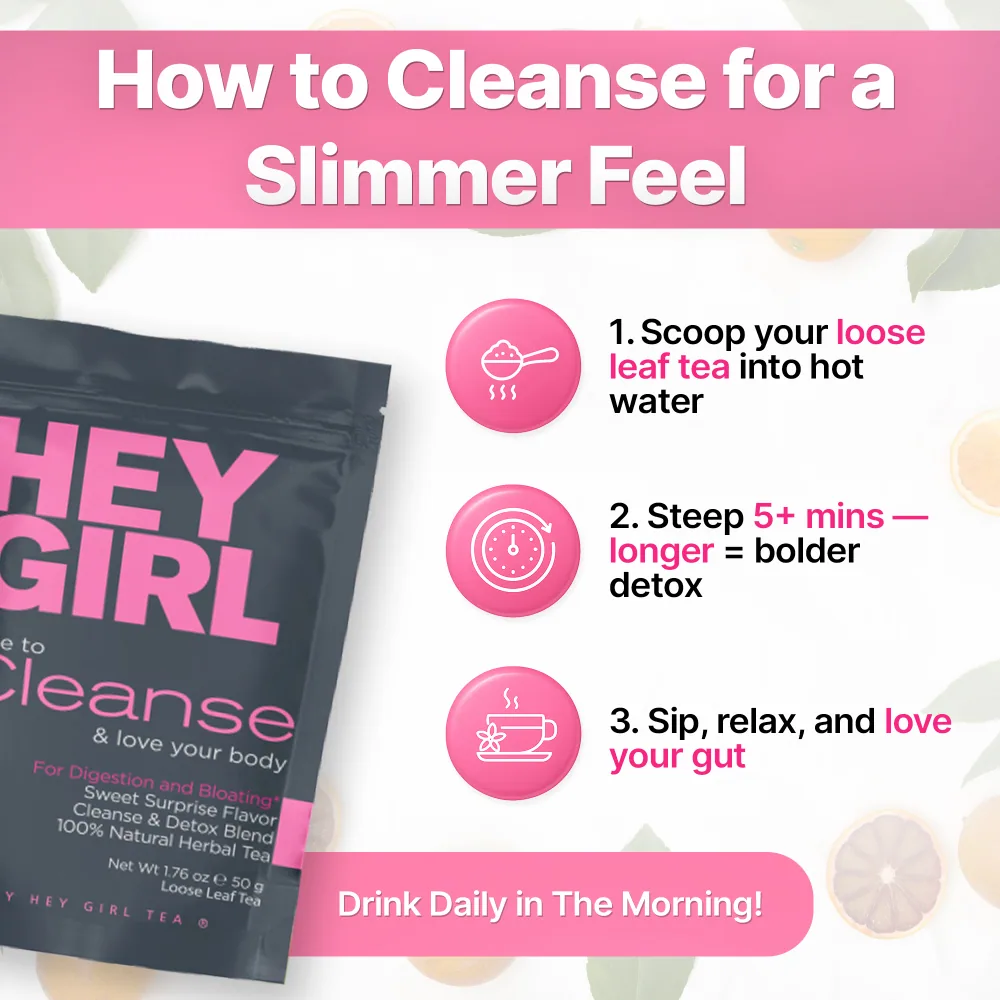 How to Cleanse for a
Slimmer Feel
1. Scoop your loose
leaf tea into hot
water
2. Steep 5+ mins —
longer = bolder
detox
3. Sip, relax, and love
your gut
HEY
GIRL
e to
Cleanse
& love your body
For Digestion and Bloating*
Sweet Surprise Flavor
Cleanse & Detox Blend
100% Natural Herbal Tea
Net Wt 1.76 oz ℮ 50 g
Loose Leaf Tea
Y HEY GIRL TEA ®
Drink Daily in The Morning!